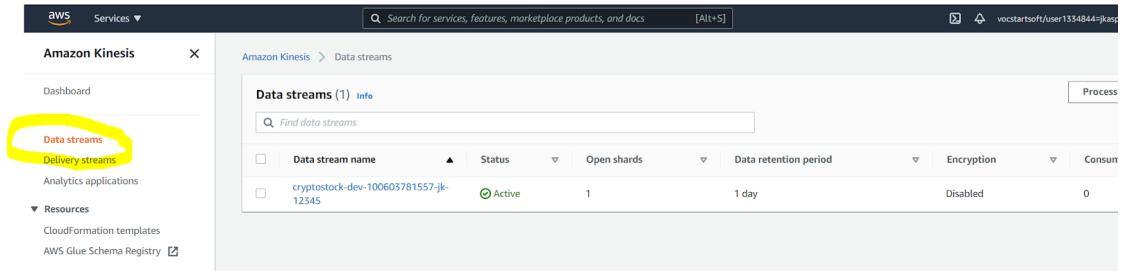 aws Services ▼ Search for services, features, marketplace products, and docs [Alt+S] vocstartsoft/user1334844=jkasp
Amazon Kinesis
Amazon Kinesis > Data streams
Dashboard
Data streams (1) Info
Process
Find data streams
Data streams
Delivery streams
Data stream name Status Open shards Data retention period Encryption Consum
Analytics applications
cryptostock-dev-100603781557-jk-
12345
Active 1 1 day Disabled 0
▼ Resources
CloudFormation templates
AWS Glue Schema Registry